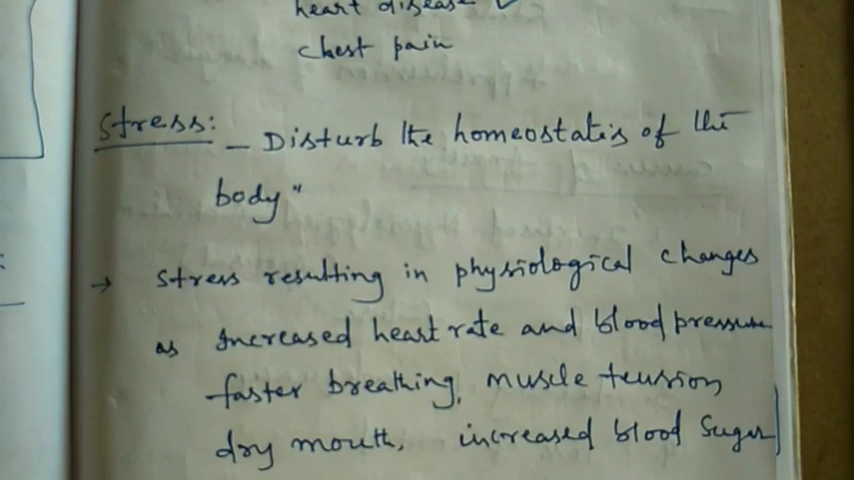 heart disease ✓
chest pain
Stress: - Disturb the homeostatis of the
body"
→ Stress resulting in physiological changes
as Increased heart rate and blood pressure
faster breathing, muscle tension
dry mouth, increased blood sugar